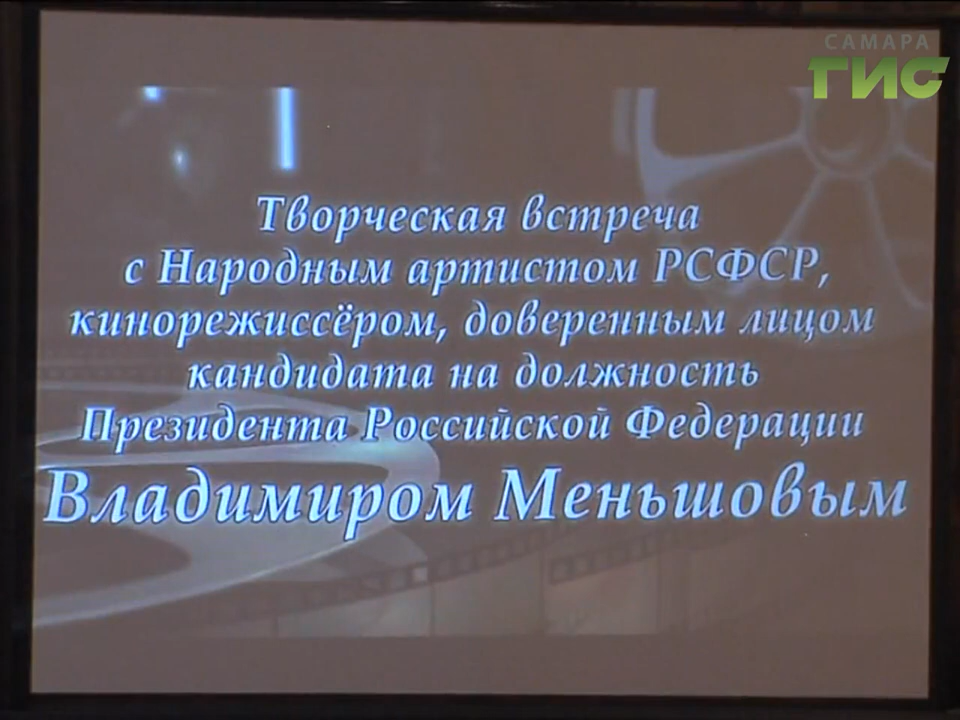 САМАРА
ГИС
Творческая встреча
с Народным артистом РСФСР,
кинорежиссёром, доверенным лицом
кандидата на должность
Президента Российской Федерации
Владимиром Меньшовым